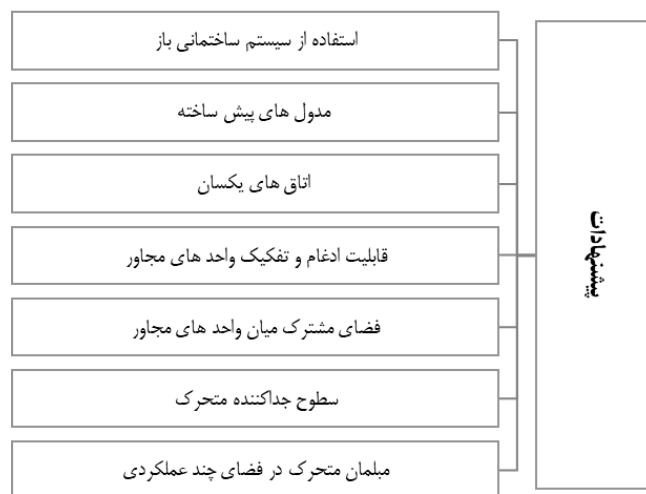 پیشنهادات
استفاده از سیستم ساختمانی باز
مدول های پیش ساخته
اتاق های یکسان
قابلیت ادغام و تفکیک واحد های مجاور
فضای مشترک میان واحد های مجاور
سطوح جداکننده متحرک
مبلمان متحرک در فضای چند عملکردی